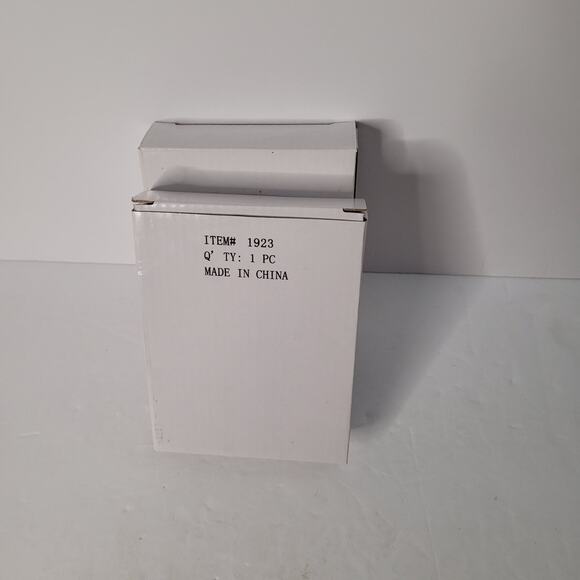 ITEM# 1923
Q' TY: 1 PC
MADE IN CHINA